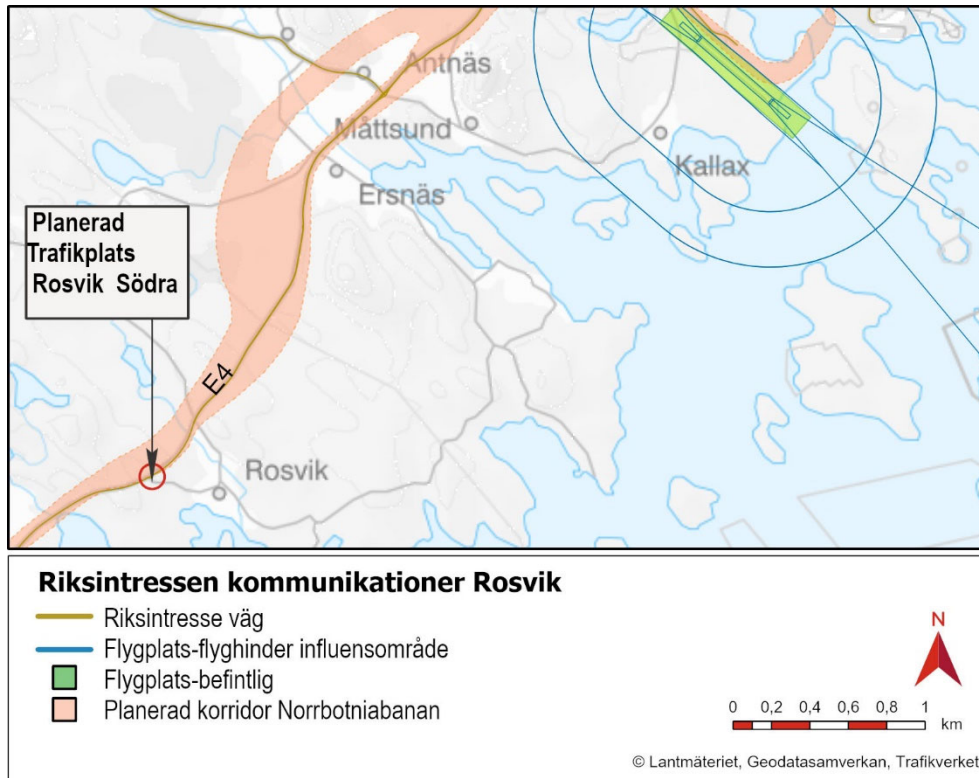 Antnäs
Måttsund
Kallax
Ersnäs
Planerad
Trafikplats
Rosvik Södra
E4
Rosvik
Riksintressen kommunikationer Rosvik
Riksintresse väg
Flygplats-flyghinder influensområde
Flygplats-befintlig
Planerad korridor Norrbotniabanan
N
0 0,2 0,4 0,6 0,8 1
km
© Lantmäteriet, Geodatasamverkan, Trafikverket